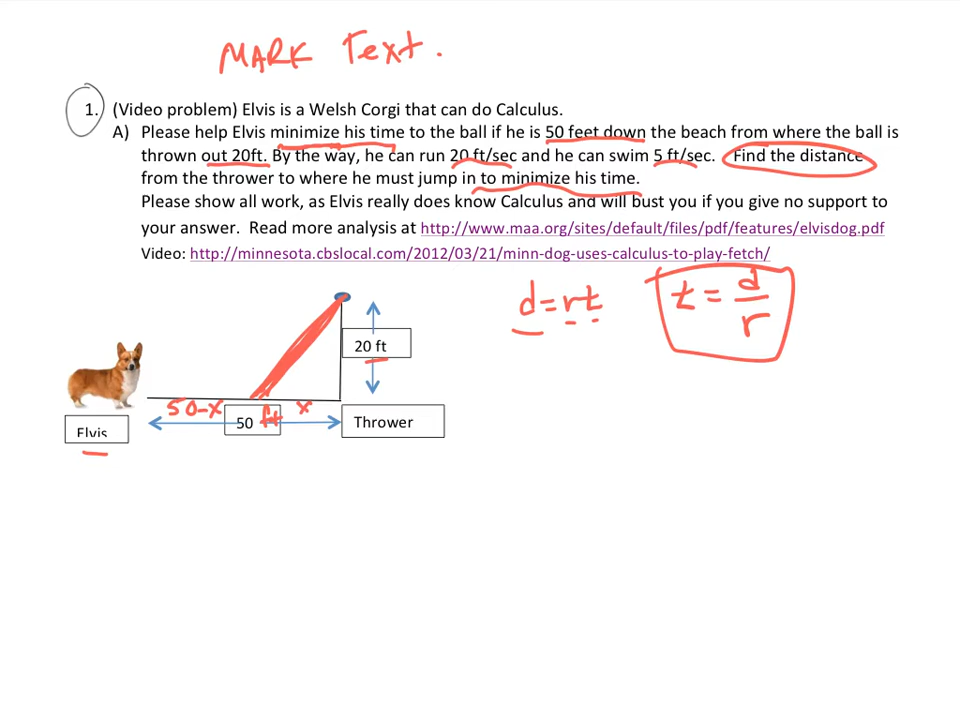 MARK Text.
1. (Video problem) Elvis is a Welsh Corgi that can do Calculus.
A) Please help Elvis minimize his time to the ball if he is 50 feet down the beach from where the ball is
thrown out 20ft. By the way, he can run 20 ft/sec and he can swim 5 ft/sec. Find the distance
from the thrower to where he must jump in to minimize his time.
Please show all work, as Elvis really does know Calculus and will bust you if you give no support to
your answer. Read more analysis at http://www.maa.org/sites/default/files/pdf/features/elvisdog.pdf
Video: http://minnesota.cbslocal.com/2012/03/21/minn-dog-uses-calculus-to-play-fetch/
d=rt t=d/r
20 ft
50-x x
50 ft Thrower
Elvis